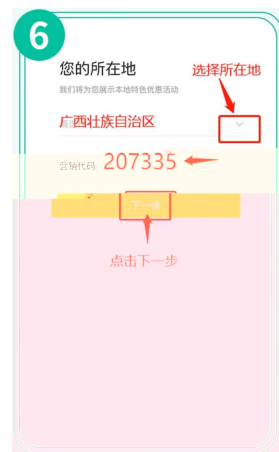 6
您的所在地
选择所在地
我们将为您展示本地特色优惠活动
广西壮族自治区
营销代码 207335
下一步
点击下一步